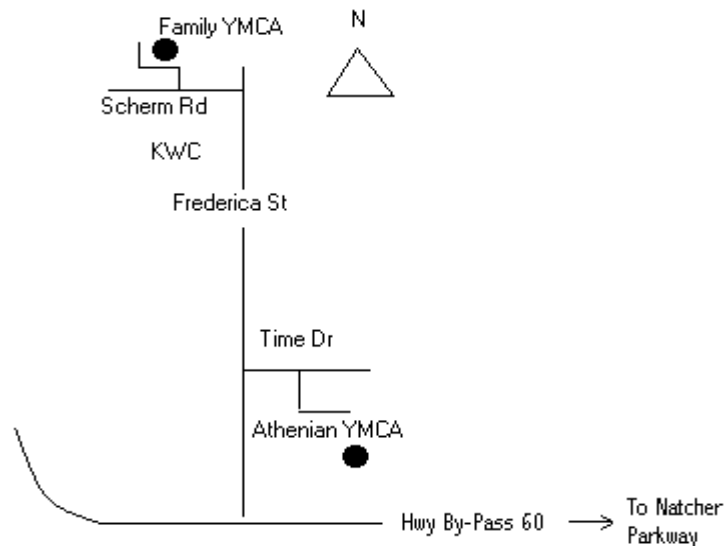 Family YMCA
N
Scherm Rd
KWC
Frederica St
Time Dr
Athenian YMCA
Hwy By-Pass 60
To Natcher
Parkway